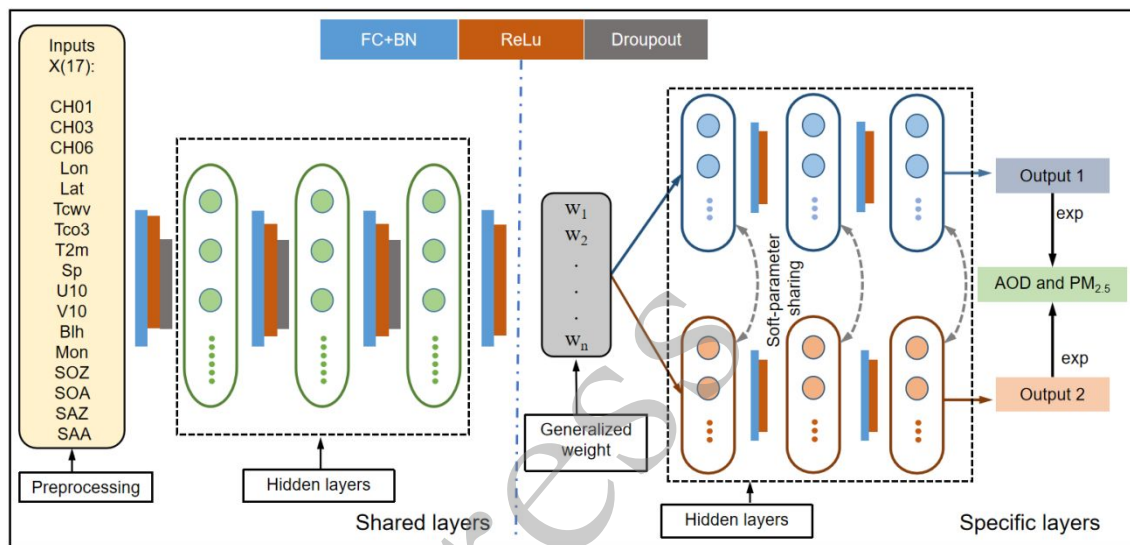 FC+BN
ReLu
Droupout
Inputs
X(17):
CH01
CH03
CH06
Lon
Lat
Tcwv
Tco3
T2m
Sp
U10
V10
Blh
Mon
SOZ
SOA
SAZ
SAA
Preprocessing
Hidden layers
Shared layers
w1
w2
.
.
.
wn
Generalized
weight
Soft-parameter
sharing
Hidden layers
Output 1
exp
AOD and PM2.5
exp
Output 2
Specific layers
ress